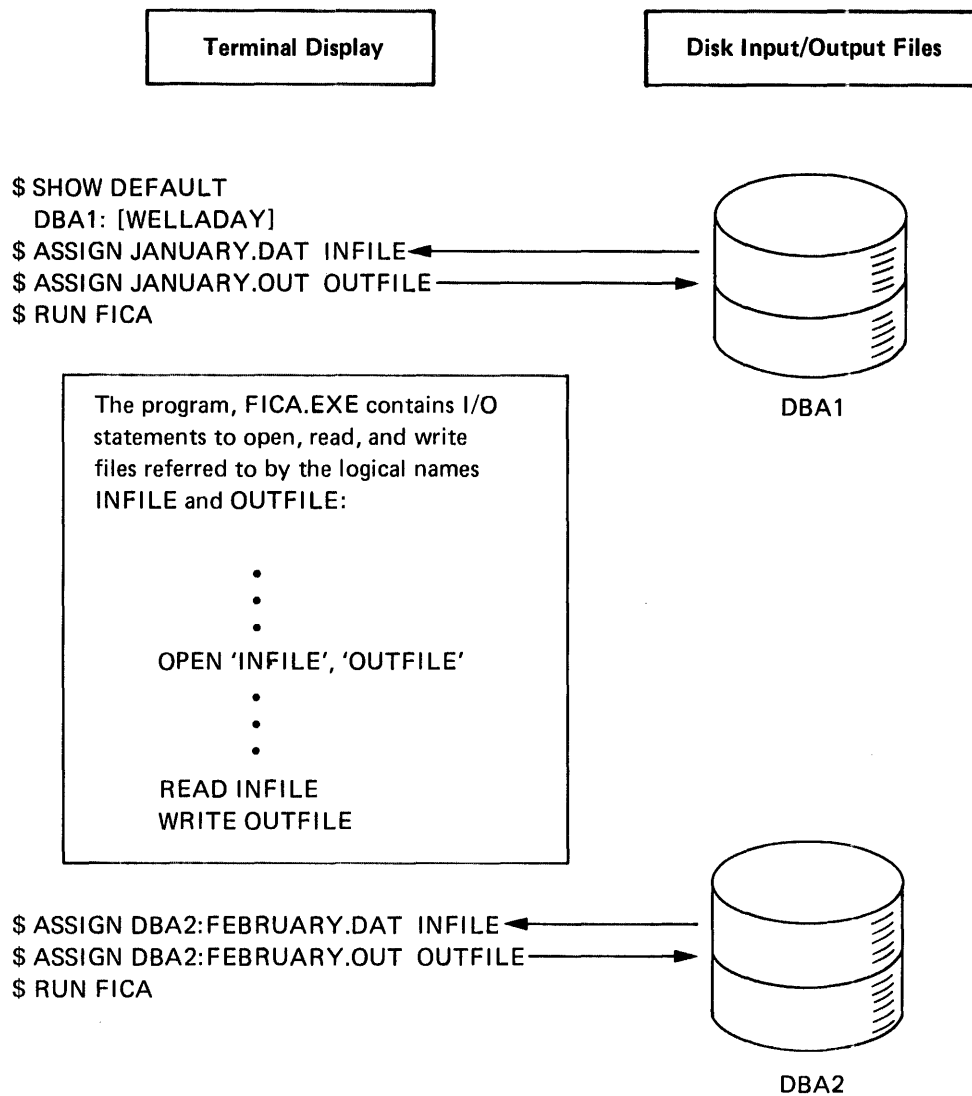 Terminal Display
Disk Input/Output Files
$ SHOW DEFAULT
DBA1: [WELLADAY]
$ ASSIGN JANUARY.DAT INFILE
$ ASSIGN JANUARY.OUT OUTFILE
$ RUN FICA
DBA1
The program, FICA.EXE contains I/O
statements to open, read, and write
files referred to by the logical names
INFILE and OUTFILE:
OPEN 'INFILE', 'OUTFILE'
READ INFILE
WRITE OUTFILE
$ ASSIGN DBA2:FEBRUARY.DAT INFILE
$ ASSIGN DBA2:FEBRUARY.OUT OUTFILE
$ RUN FICA
DBA2